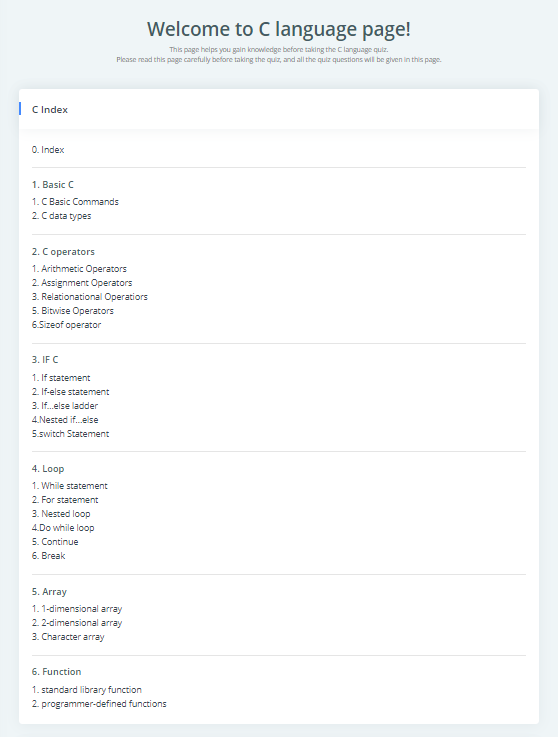 Welcome to C language page!
This page helps you gain knowledge before taking the C language quiz.
Please read this page carefully before taking the quiz, and all the quiz questions will be given in this page.
C Index
0. Index
1. Basic C
1. C Basic Commands
2. C data types
2. C operators
1. Arithmetic Operators
2. Assignment Operators
3. Relationational Operatiors
5. Bitwise Operators
6.Sizeof operator
3. IF C
1. If statement
2. If-else statement
3. If...else ladder
4.Nested if...else
5.switch Statement
4. Loop
1. While statement
2. For statement
3. Nested loop
4.Do while loop
5. Continue
6. Break
5. Array
1. 1-dimensional array
2. 2-dimensional array
3. Character array
6. Function
1. standard library function
2. programmer-defined functions